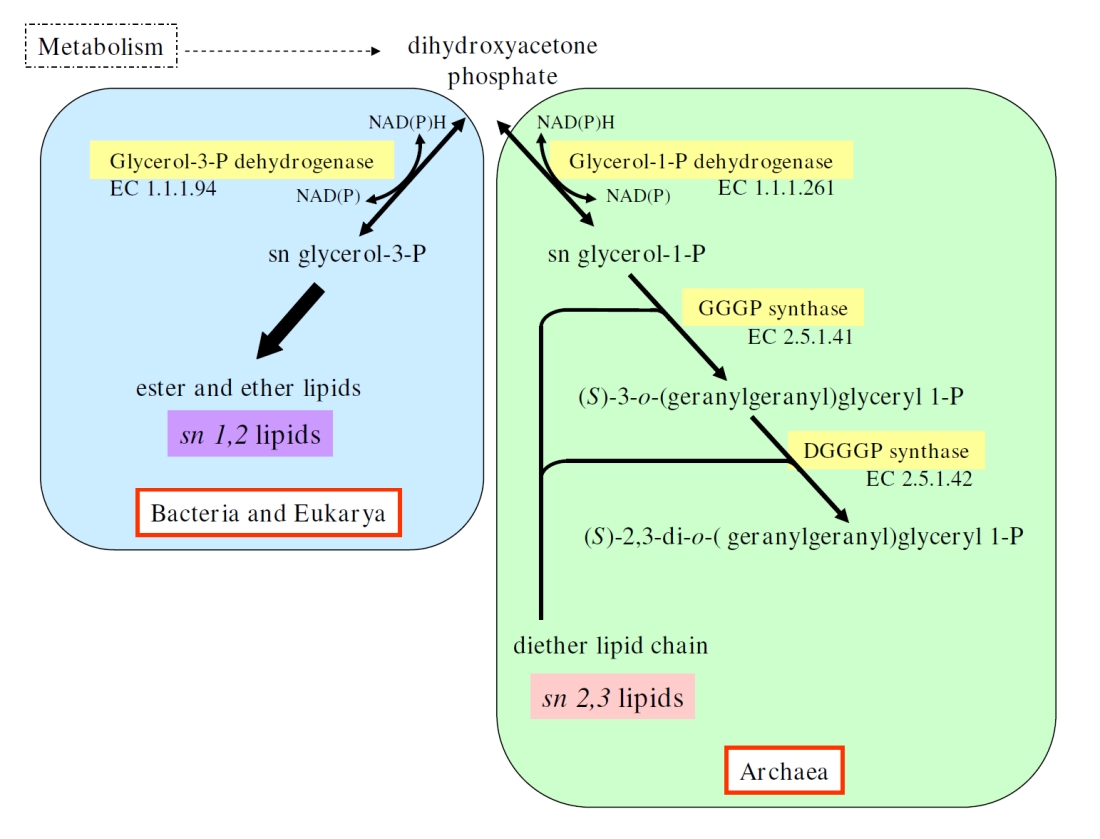 Metabolism
dihydroxyacetone
phosphate
NAD(P)H
Glycerol-3-P dehydrogenase
EC 1.1.1.94
NAD(P)
sn glycerol-3-P
ester and ether lipids
sn 1,2 lipids
Bacteria and Eukarya
NAD(P)H
Glycerol-1-P dehydrogenase
EC 1.1.1.261
NAD(P)
sn glycerol-1-P
GGGP synthase
EC 2.5.1.41
(S)-3-o-(geranylgeranyl)glyceryl 1-P
DGGGP synthase
EC 2.5.1.42
(S)-2,3-di-o-( geranylgeranyl)glyceryl 1-P
diether lipid chain
sn 2,3 lipids
Archaea